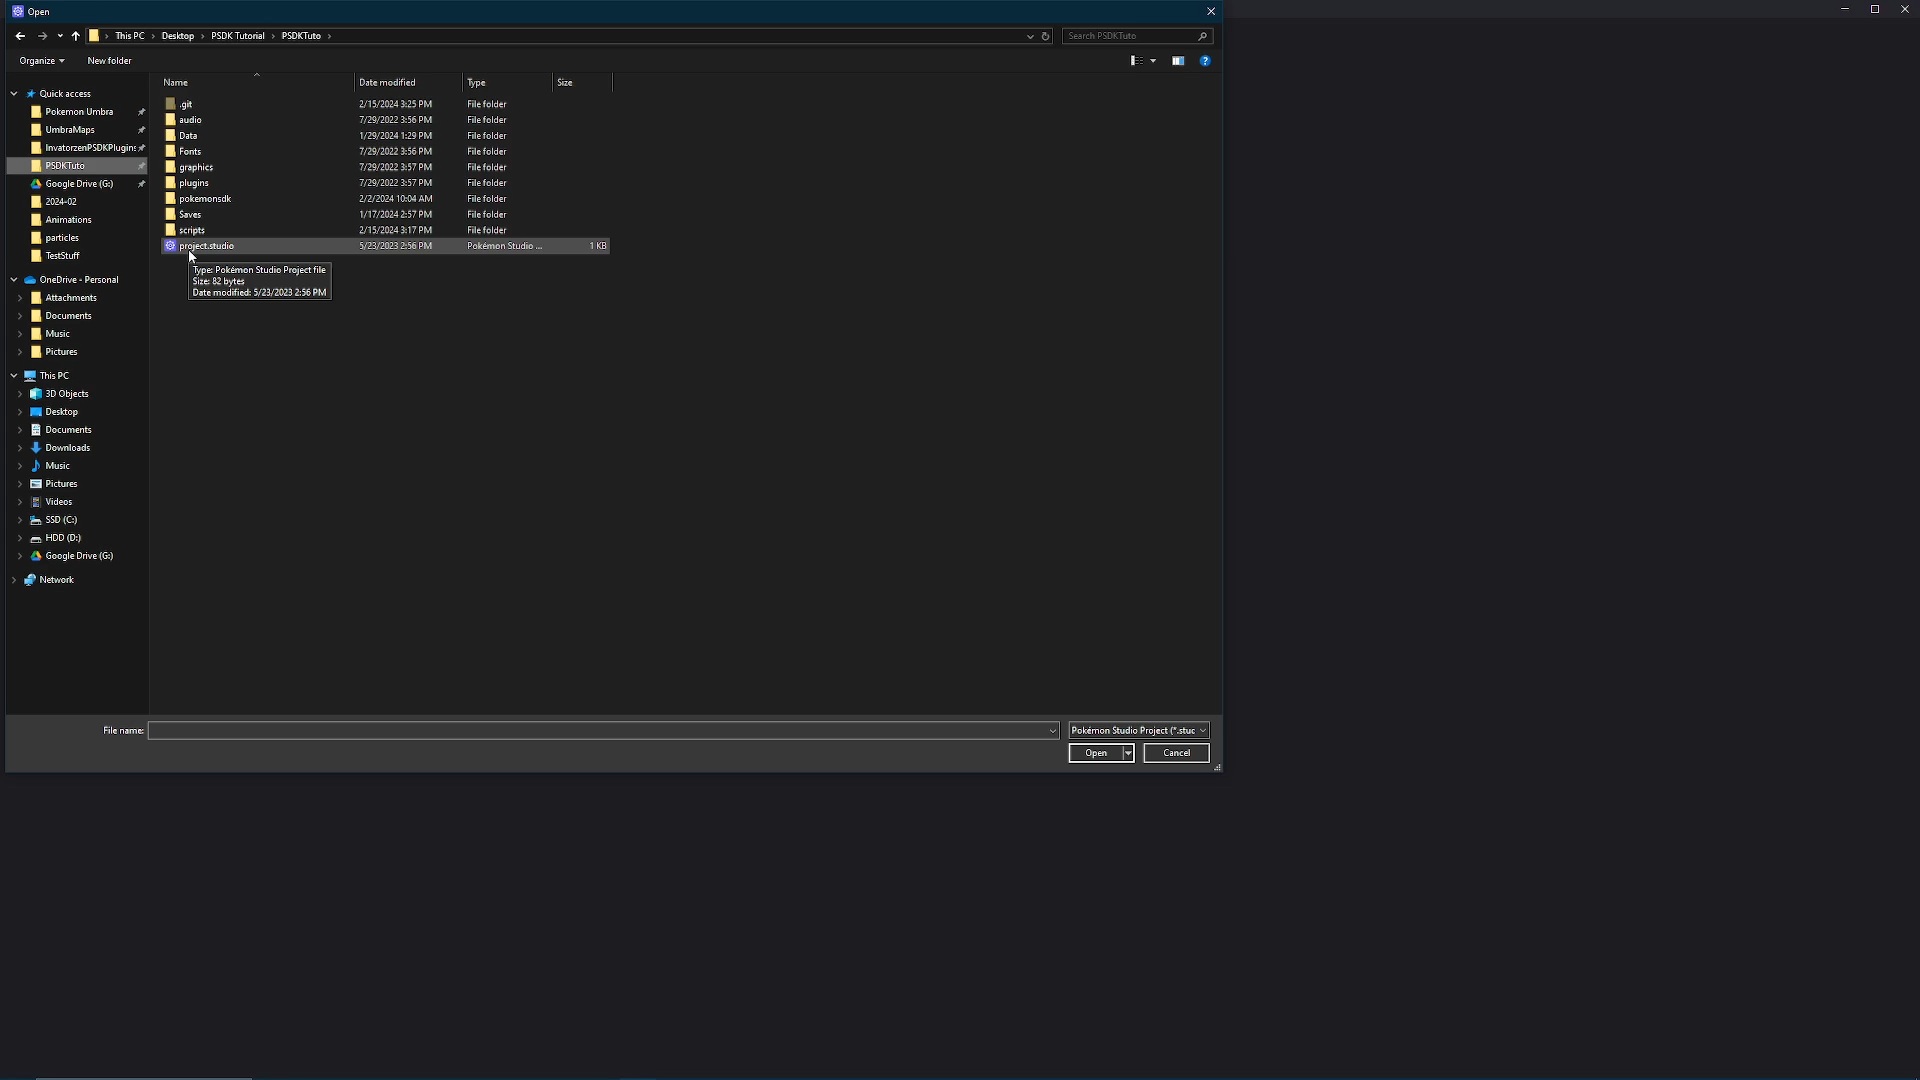 Open
This PC > Desktop > PSDK Tutorial > PSDKTuto >
Search PSDKTuto
Organize
New folder
Name Date modified Type Size
Quick access
Pokemon Umbra
UmbraMaps
InvatorzenPSDKPlugins
PSDKTuto
Google Drive (G:)
2024-02
Animations
particles
TestStuff
OneDrive - Personal
Attachments
Documents
Music
Pictures
This PC
3D Objects
Desktop
Documents
Downloads
Music
Pictures
Videos
SSD (C:)
HDD (D:)
Google Drive (G:)
Network
.git 2/15/2024 3:25 PM File folder
audio 7/29/2022 3:56 PM File folder
Data 1/29/2024 1:29 PM File folder
Fonts 7/29/2022 3:56 PM File folder
graphics 7/29/2022 3:57 PM File folder
plugins 7/29/2022 3:57 PM File folder
pokemonsdk 2/2/2024 10:04 AM File folder
Saves 1/17/2024 2:57 PM File folder
scripts 2/15/2024 3:17 PM File folder
project.studio 5/23/2023 2:56 PM Pokémon Studio ... 1 KB
Type: Pokémon Studio Project file
Size: 82 bytes
Date modified: 5/23/2023 2:56 PM
File name:
Pokémon Studio Project (*.stuc
Open
Cancel